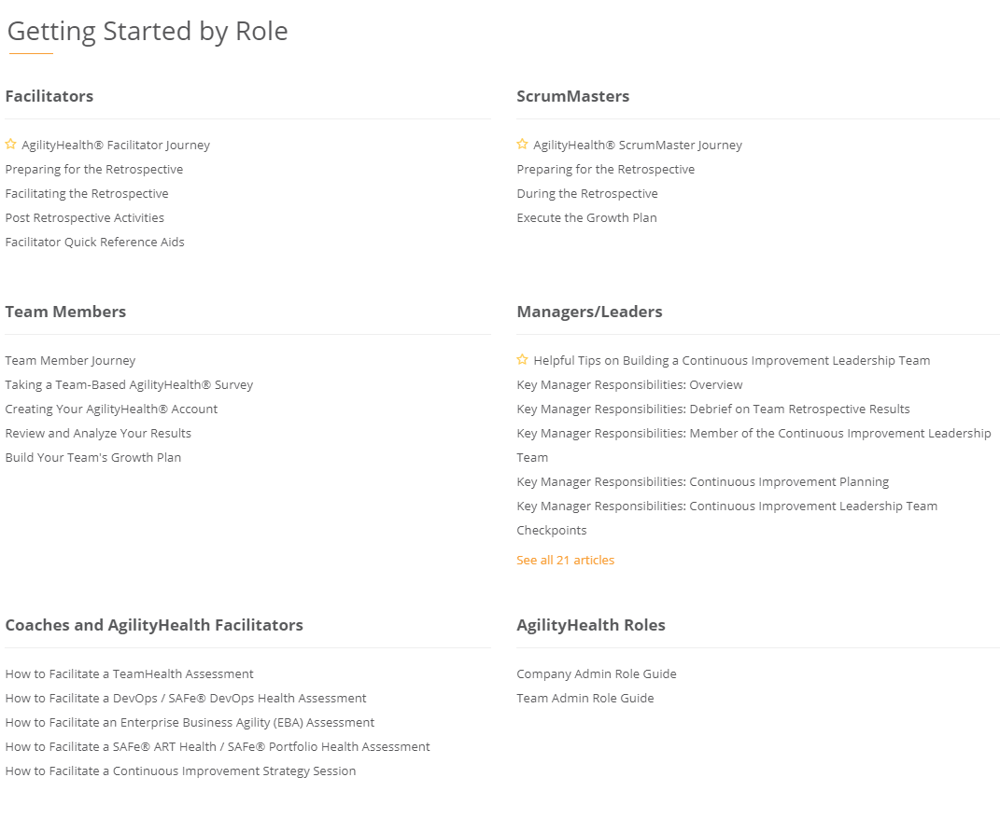 Getting Started by Role
Facilitators
AgilityHealth® Facilitator Journey
Preparing for the Retrospective
Facilitating the Retrospective
Post Retrospective Activities
Facilitator Quick Reference Aids
ScrumMasters
AgilityHealth® ScrumMaster Journey
Preparing for the Retrospective
During the Retrospective
Execute the Growth Plan
Team Members
Team Member Journey
Taking a Team-Based AgilityHealth® Survey
Creating Your AgilityHealth® Account
Review and Analyze Your Results
Build Your Team's Growth Plan
Managers/Leaders
Helpful Tips on Building a Continuous Improvement Leadership Team
Key Manager Responsibilities: Overview
Key Manager Responsibilities: Debrief on Team Retrospective Results
Key Manager Responsibilities: Member of the Continuous Improvement Leadership
Team
Key Manager Responsibilities: Continuous Improvement Planning
Key Manager Responsibilities: Continuous Improvement Leadership Team
Checkpoints
See all 21 articles
Coaches and AgilityHealth Facilitators
How to Facilitate a TeamHealth Assessment
How to Facilitate a DevOps / SAFe® DevOps Health Assessment
How to Facilitate an Enterprise Business Agility (EBA) Assessment
How to Facilitate a SAFe® ART Health / SAFe® Portfolio Health Assessment
How to Facilitate a Continuous Improvement Strategy Session
AgilityHealth Roles
Company Admin Role Guide
Team Admin Role Guide